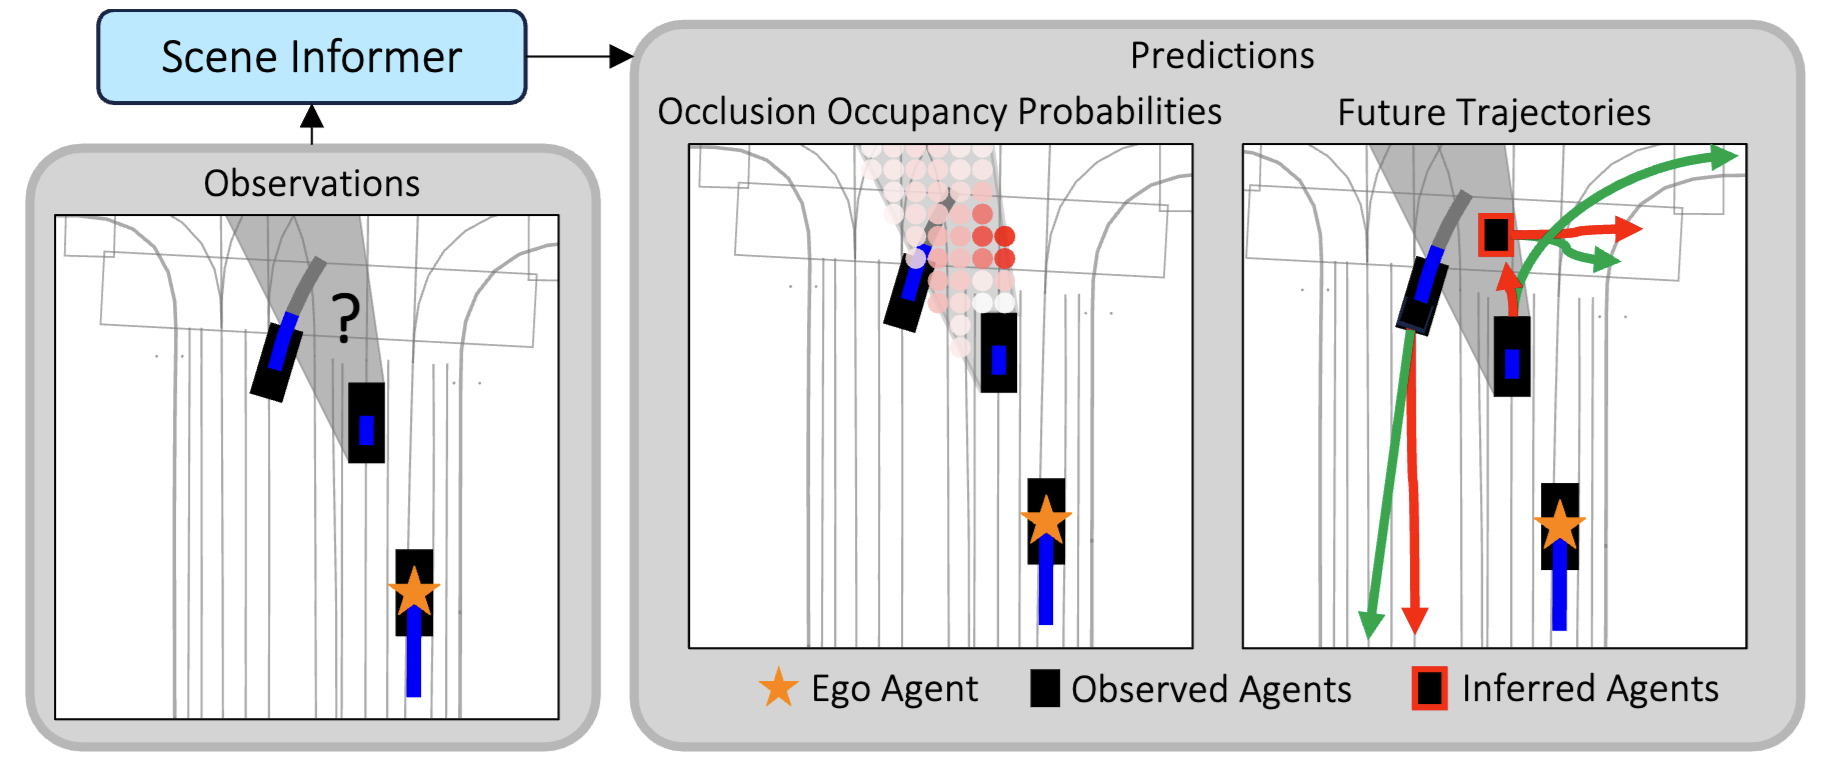 Scene Informer
Observations
?
Predictions
Occlusion Occupancy Probabilities
Future Trajectories
Ego Agent
Observed Agents
Inferred Agents